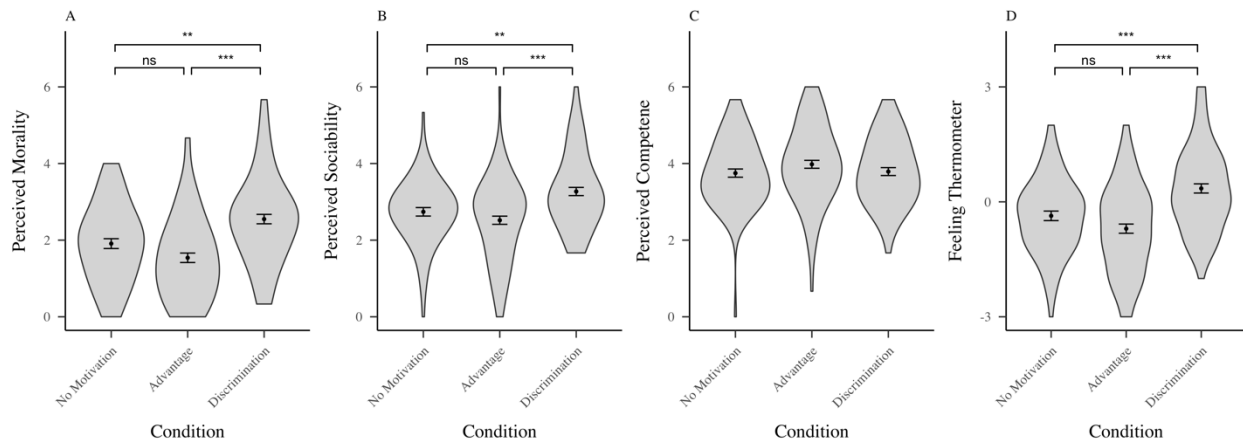 A
**
ns
***
Perceived Morality
6
4
2
0
No Motivation
Advantage
Discrimination
Condition
B
**
ns
***
Perceived Sociability
6
4
2
0
No Motivation
Advantage
Discrimination
Condition
C
Perceived Competene
6
4
2
0
No Motivation
Advantage
Discrimination
Condition
D
***
ns
***
Feeling Thermometer
3
0
-3
No Motivation
Advantage
Discrimination
Condition